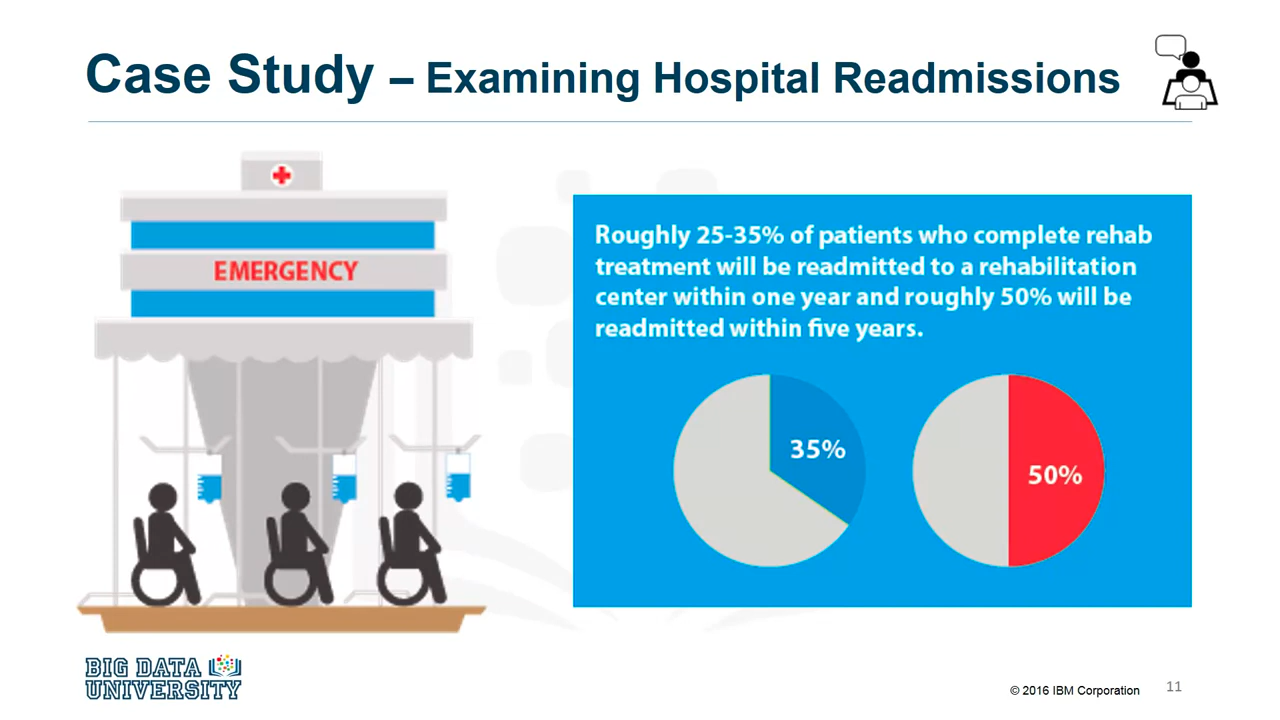 Case Study – Examining Hospital Readmissions
EMERGENCY
Roughly 25-35% of patients who complete rehab
treatment will be readmitted to a rehabilitation
center within one year and roughly 50% will be
readmitted within five years.
35%
50%
BIG DATA
UNIVERSITY
© 2016 IBM Corporation
11